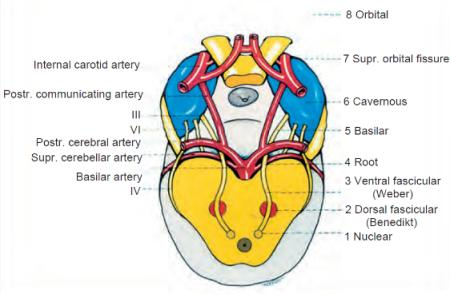 8 Orbital
Internal carotid artery
7 Supr. orbital fissure
Postr. communicating artery
6 Cavernous
III
VI
5 Basilar
Postr. cerebral artery
Supr. cerebellar artery
4 Root
Basilar artery
IV
3 Ventral fascicular
(Weber)
2 Dorsal fascicular
(Benedikt)
1 Nuclear